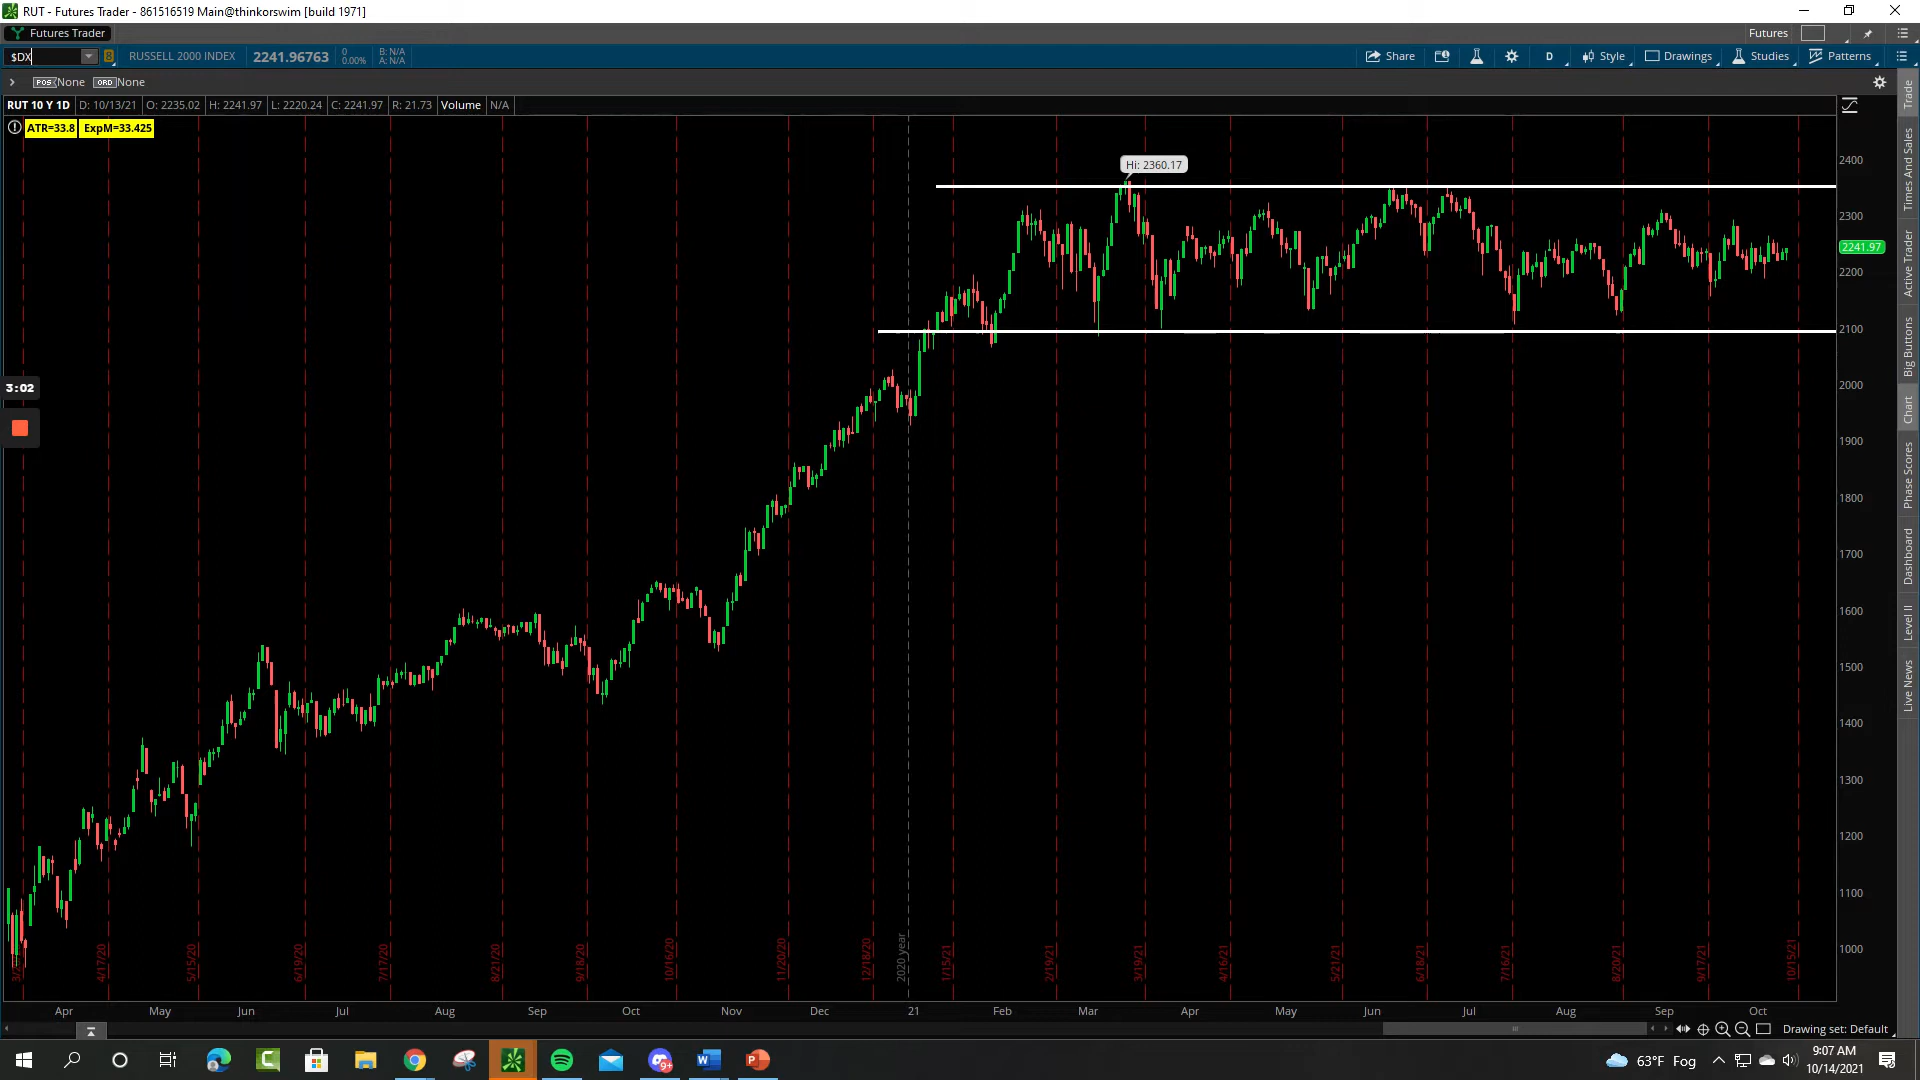 RUT - Futures Trader - 861516519 Main@thinkorswim [build 1971]
Futures Trader
Futures
$DX
8
RUSSELL 2000 INDEX
2241.96763
0
0.00%
B: N/A
A: N/A
Share
D
Style
Drawings
Studies
Patterns
POS None
ORD None
RUT 10 Y 1D
D: 10/13/21
O: 2235.02
H: 2241.97
L: 2220.24
C: 2241.97
R: 21.73
Volume
N/A
ATR=33.8
ExpM=33.425
Hi: 2360.17
2400
2300
2241.97
2200
2100
2000
1900
1800
1700
1600
1500
1400
1300
1200
1100
1000
3:02
Trade
Times And Sales
Active Trader
Big Buttons
Chart
Phase Scores
Dashboard
Level II
Live News
4/17/20
5/15/20
6/19/20
7/17/20
8/21/20
9/18/20
10/16/20
11/20/20
12/18/20
2020 year
1/15/21
2/19/21
3/19/21
4/16/21
5/21/21
6/18/21
7/16/21
8/20/21
9/17/21
10/15/21
Apr
May
Jun
Jul
Aug
Sep
Oct
Nov
Dec
21
Feb
Mar
Apr
May
Jun
Jul
Aug
Sep
Oct
Drawing set: Default
9+
63°F Fog
9:07 AM
10/14/2021